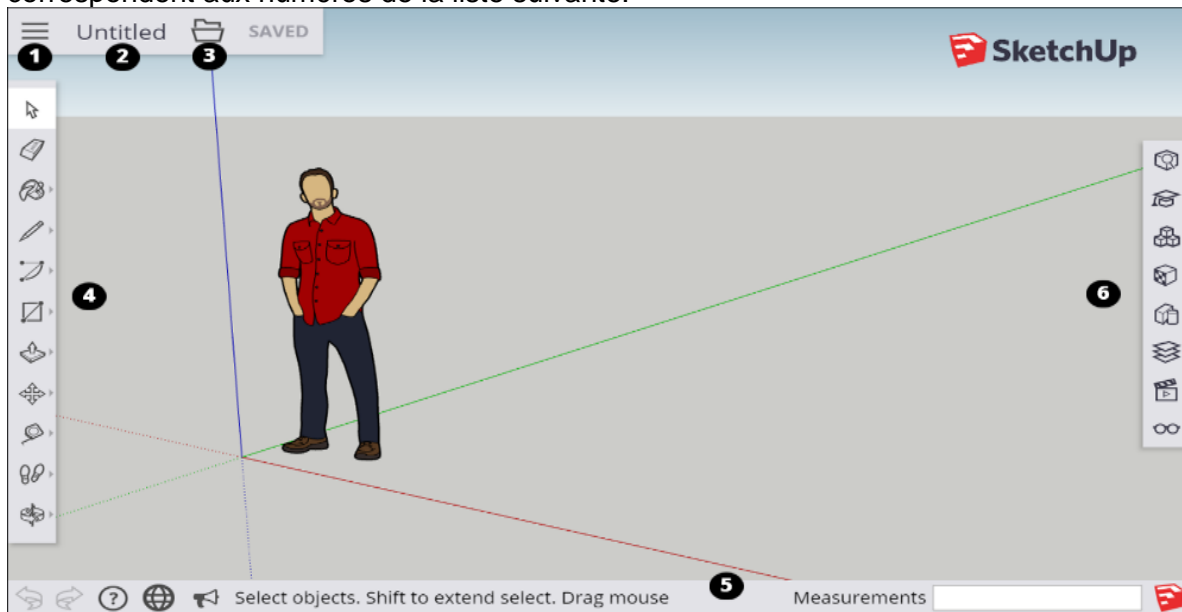 correspondent aux numéros de la liste suivante.
Untitled SAVED
1 2 3
SketchUp
4
6
5
Select objects. Shift to extend select. Drag mouse Measurements